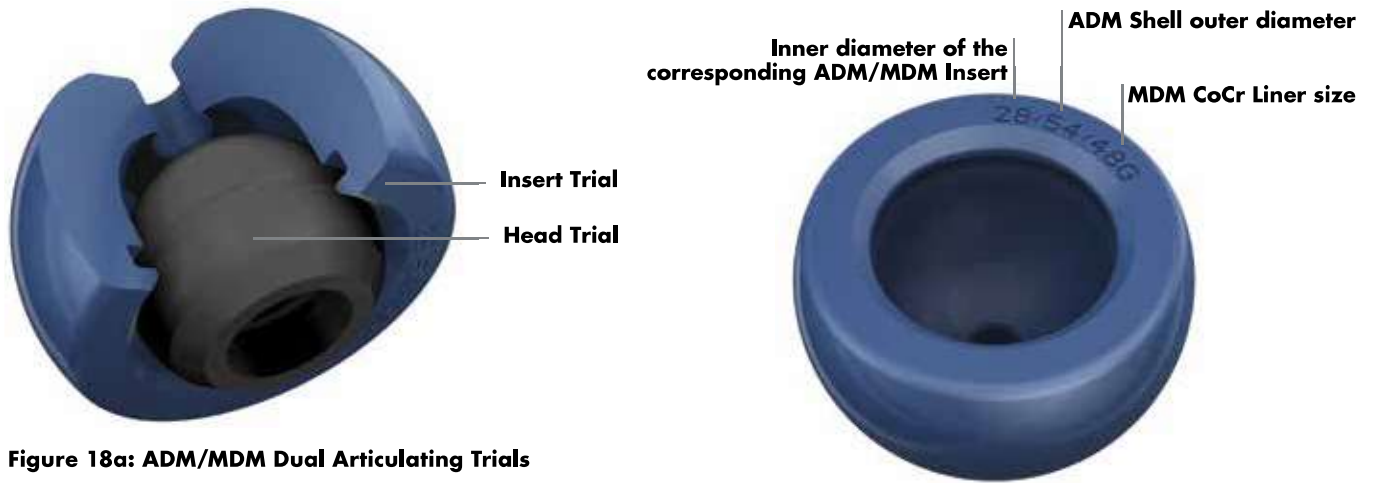 ADM Shell outer diameter
Inner diameter of the
corresponding ADM/MDM Insert
MDM CoCr Liner size
28/54/48G
Insert Trial
Head Trial
Figure 18a: ADM/MDM Dual Articulating Trials